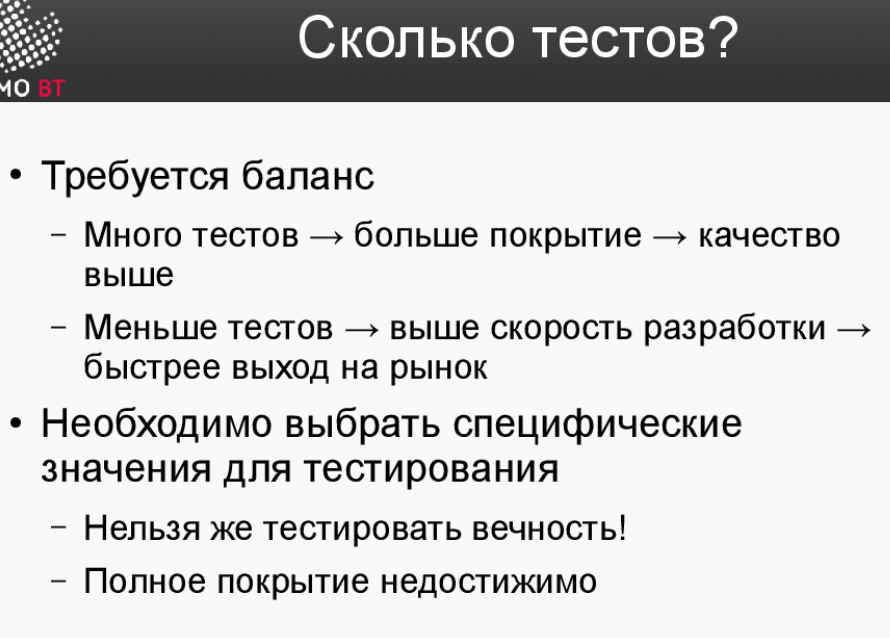 Сколько тестов?
МО ВТ
• Требуется баланс
– Много тестов → больше покрытие → качество
выше
– Меньше тестов → выше скорость разработки →
быстрее выход на рынок
• Необходимо выбрать специфические
значения для тестирования
– Нельзя же тестировать вечность!
– Полное покрытие недостижимо